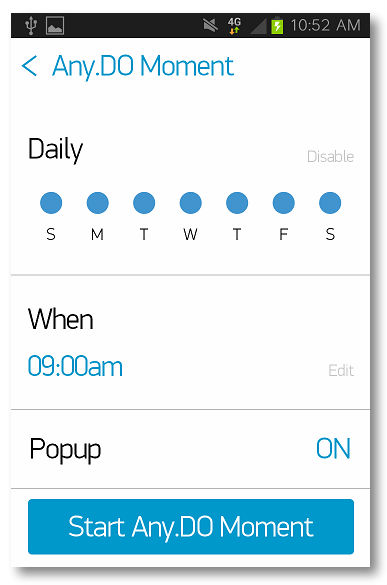 4G 10:52 AM
Any.DO Moment
Daily Disable
S M T W T F S
When
09:00am Edit
Popup ON
Start Any.DO Moment